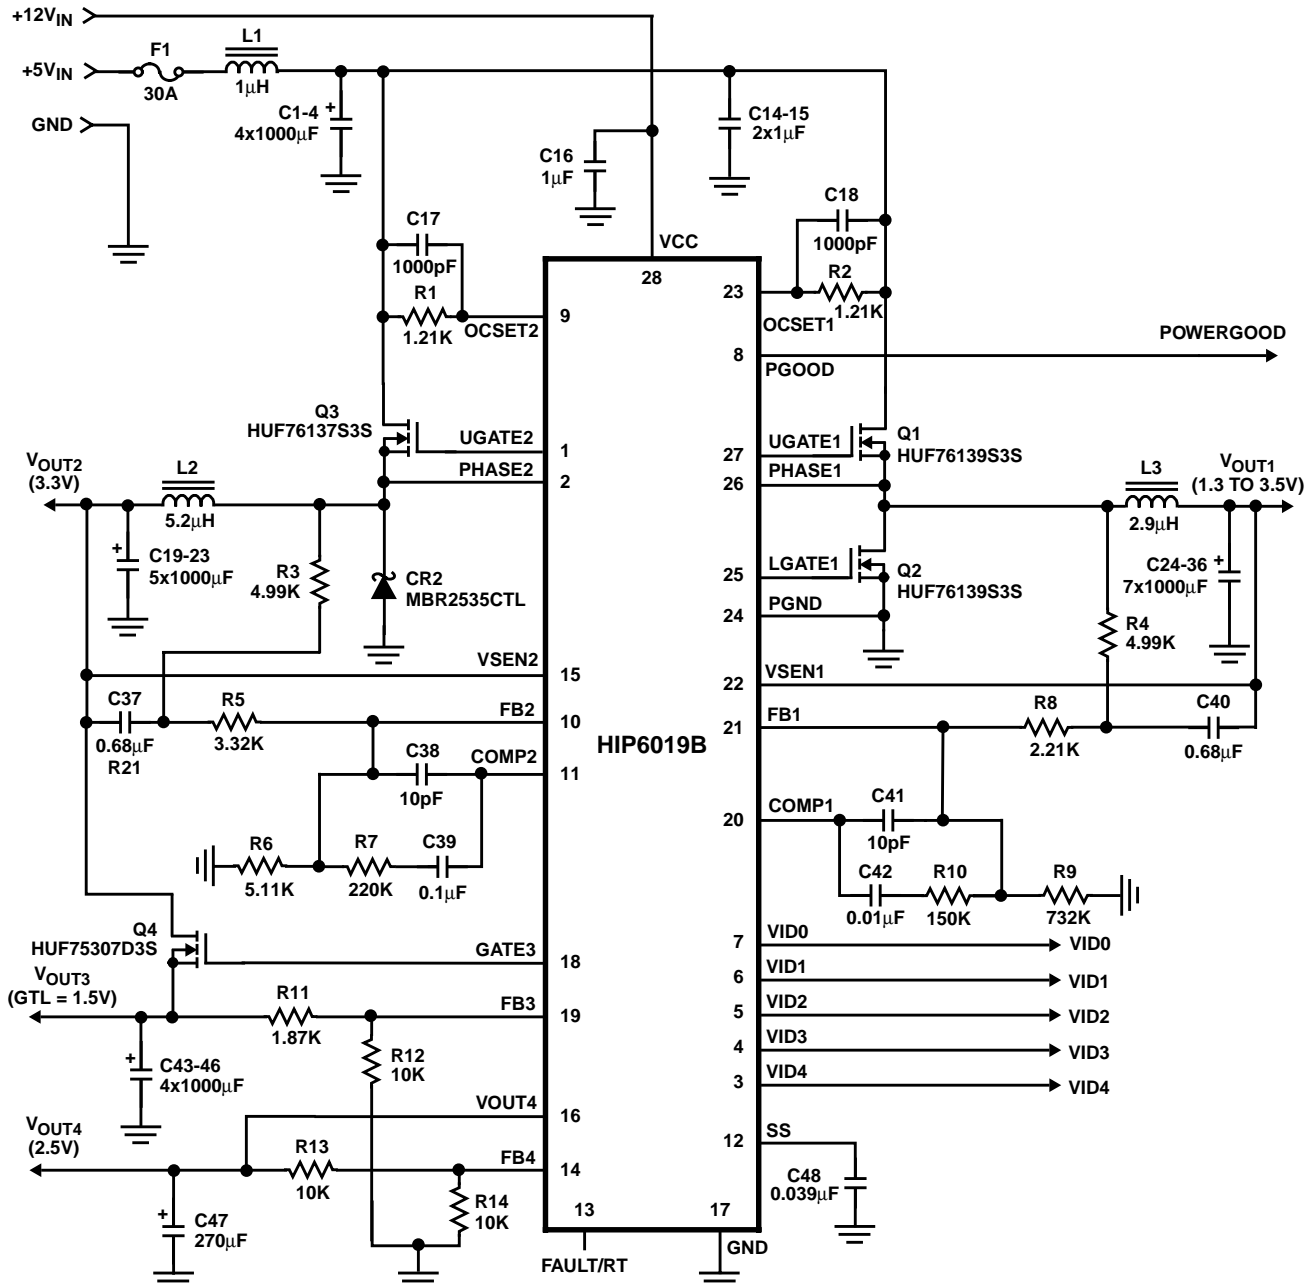 +12VIN
F1
L1
+5VIN
30A
1µH
GND
C1-4
4x1000µF
+
C14-15
2x1µF
C16
1µF
C18
1000pF
C17
1000pF
VCC
28
R1
1.21K
OCSET2
9
23
R2
1.21K
OCSET1
POWERGOOD
8
PGOOD
Q3
HUF76137S3S
UGATE2
1
PHASE2
2
27
UGATE1
Q1
HUF76139S3S
26
PHASE1
VOUT2
(3.3V)
L2
5.2µH
L3
2.9µH
VOUT1
(1.3 TO 3.5V)
+
C19-23
5x1000µF
R3
4.99K
CR2
MBR2535CTL
25
LGATE1
Q2
HUF76139S3S
24
PGND
C24-36
7x1000µF
+
R4
4.99K
VSEN2
15
22
VSEN1
C37
0.68µF
R21
R5
3.32K
FB2
10
21
FB1
R8
2.21K
C40
0.68µF
HIP6019B
C38
10pF
COMP2
11
20
COMP1
C41
10pF
R6
5.11K
R7
220K
C39
0.1µF
C42
0.01µF
R10
150K
R9
732K
Q4
HUF75307D3S
GATE3
18
7
VID0
VID0
6
VID1
VID1
5
VID2
VID2
4
VID3
VID3
3
VID4
VID4
VOUT3
(GTL = 1.5V)
R11
1.87K
FB3
19
+
C43-46
4x1000µF
R12
10K
VOUT4
16
12
SS
VOUT4
(2.5V)
R13
10K
FB4
14
C48
0.039µF
+
C47
270µF
R14
10K
13
17
FAULT/RT
GND